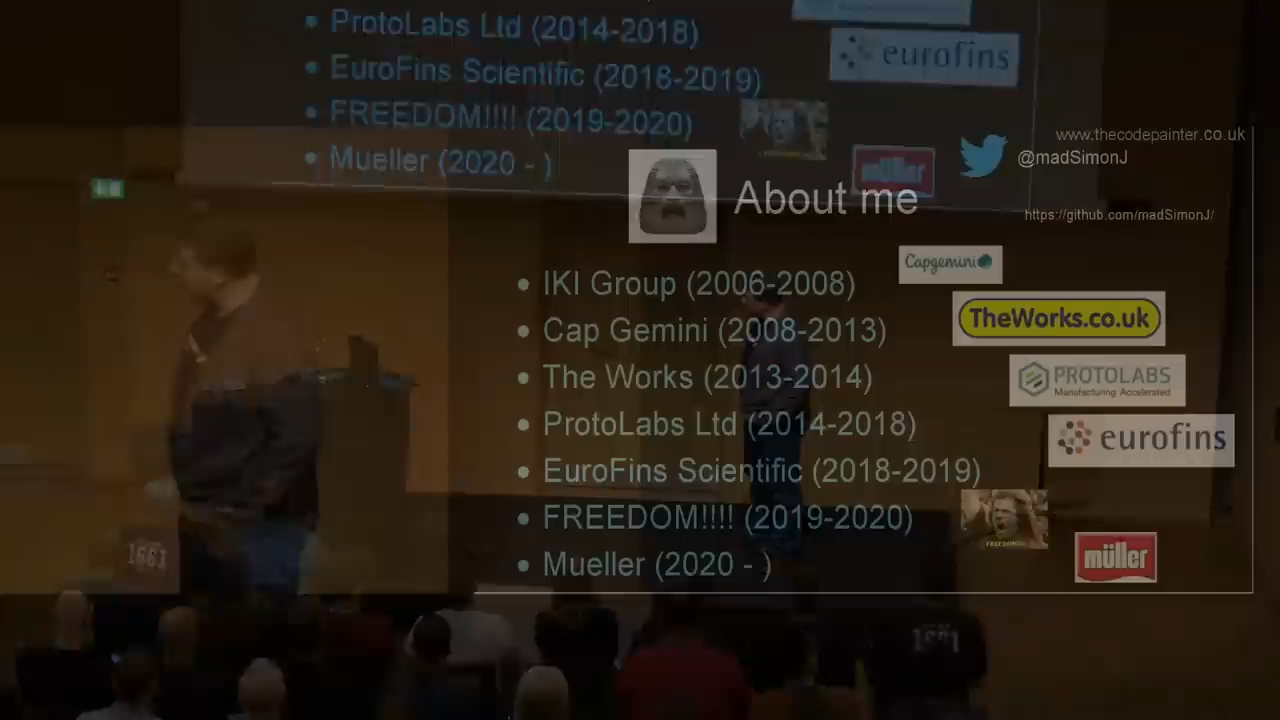 ProtoLabs Ltd (2014-2018)
EuroFins Scientific (2018-2019)
FREEDOM!!!! (2019-2020)
Mueller (2020 - )
eurofins
müller
www.thecodepainter.co.uk
@madSimonJ
https://github.com/madSimonJ/
About me
IKI Group (2006-2008)
Cap Gemini (2008-2013)
The Works (2013-2014)
ProtoLabs Ltd (2014-2018)
EuroFins Scientific (2018-2019)
FREEDOM!!!! (2019-2020)
Mueller (2020 - )
Capgemini
TheWorks.co.uk
PROTOLABS
Manufacturing Accelerated
eurofins
müller